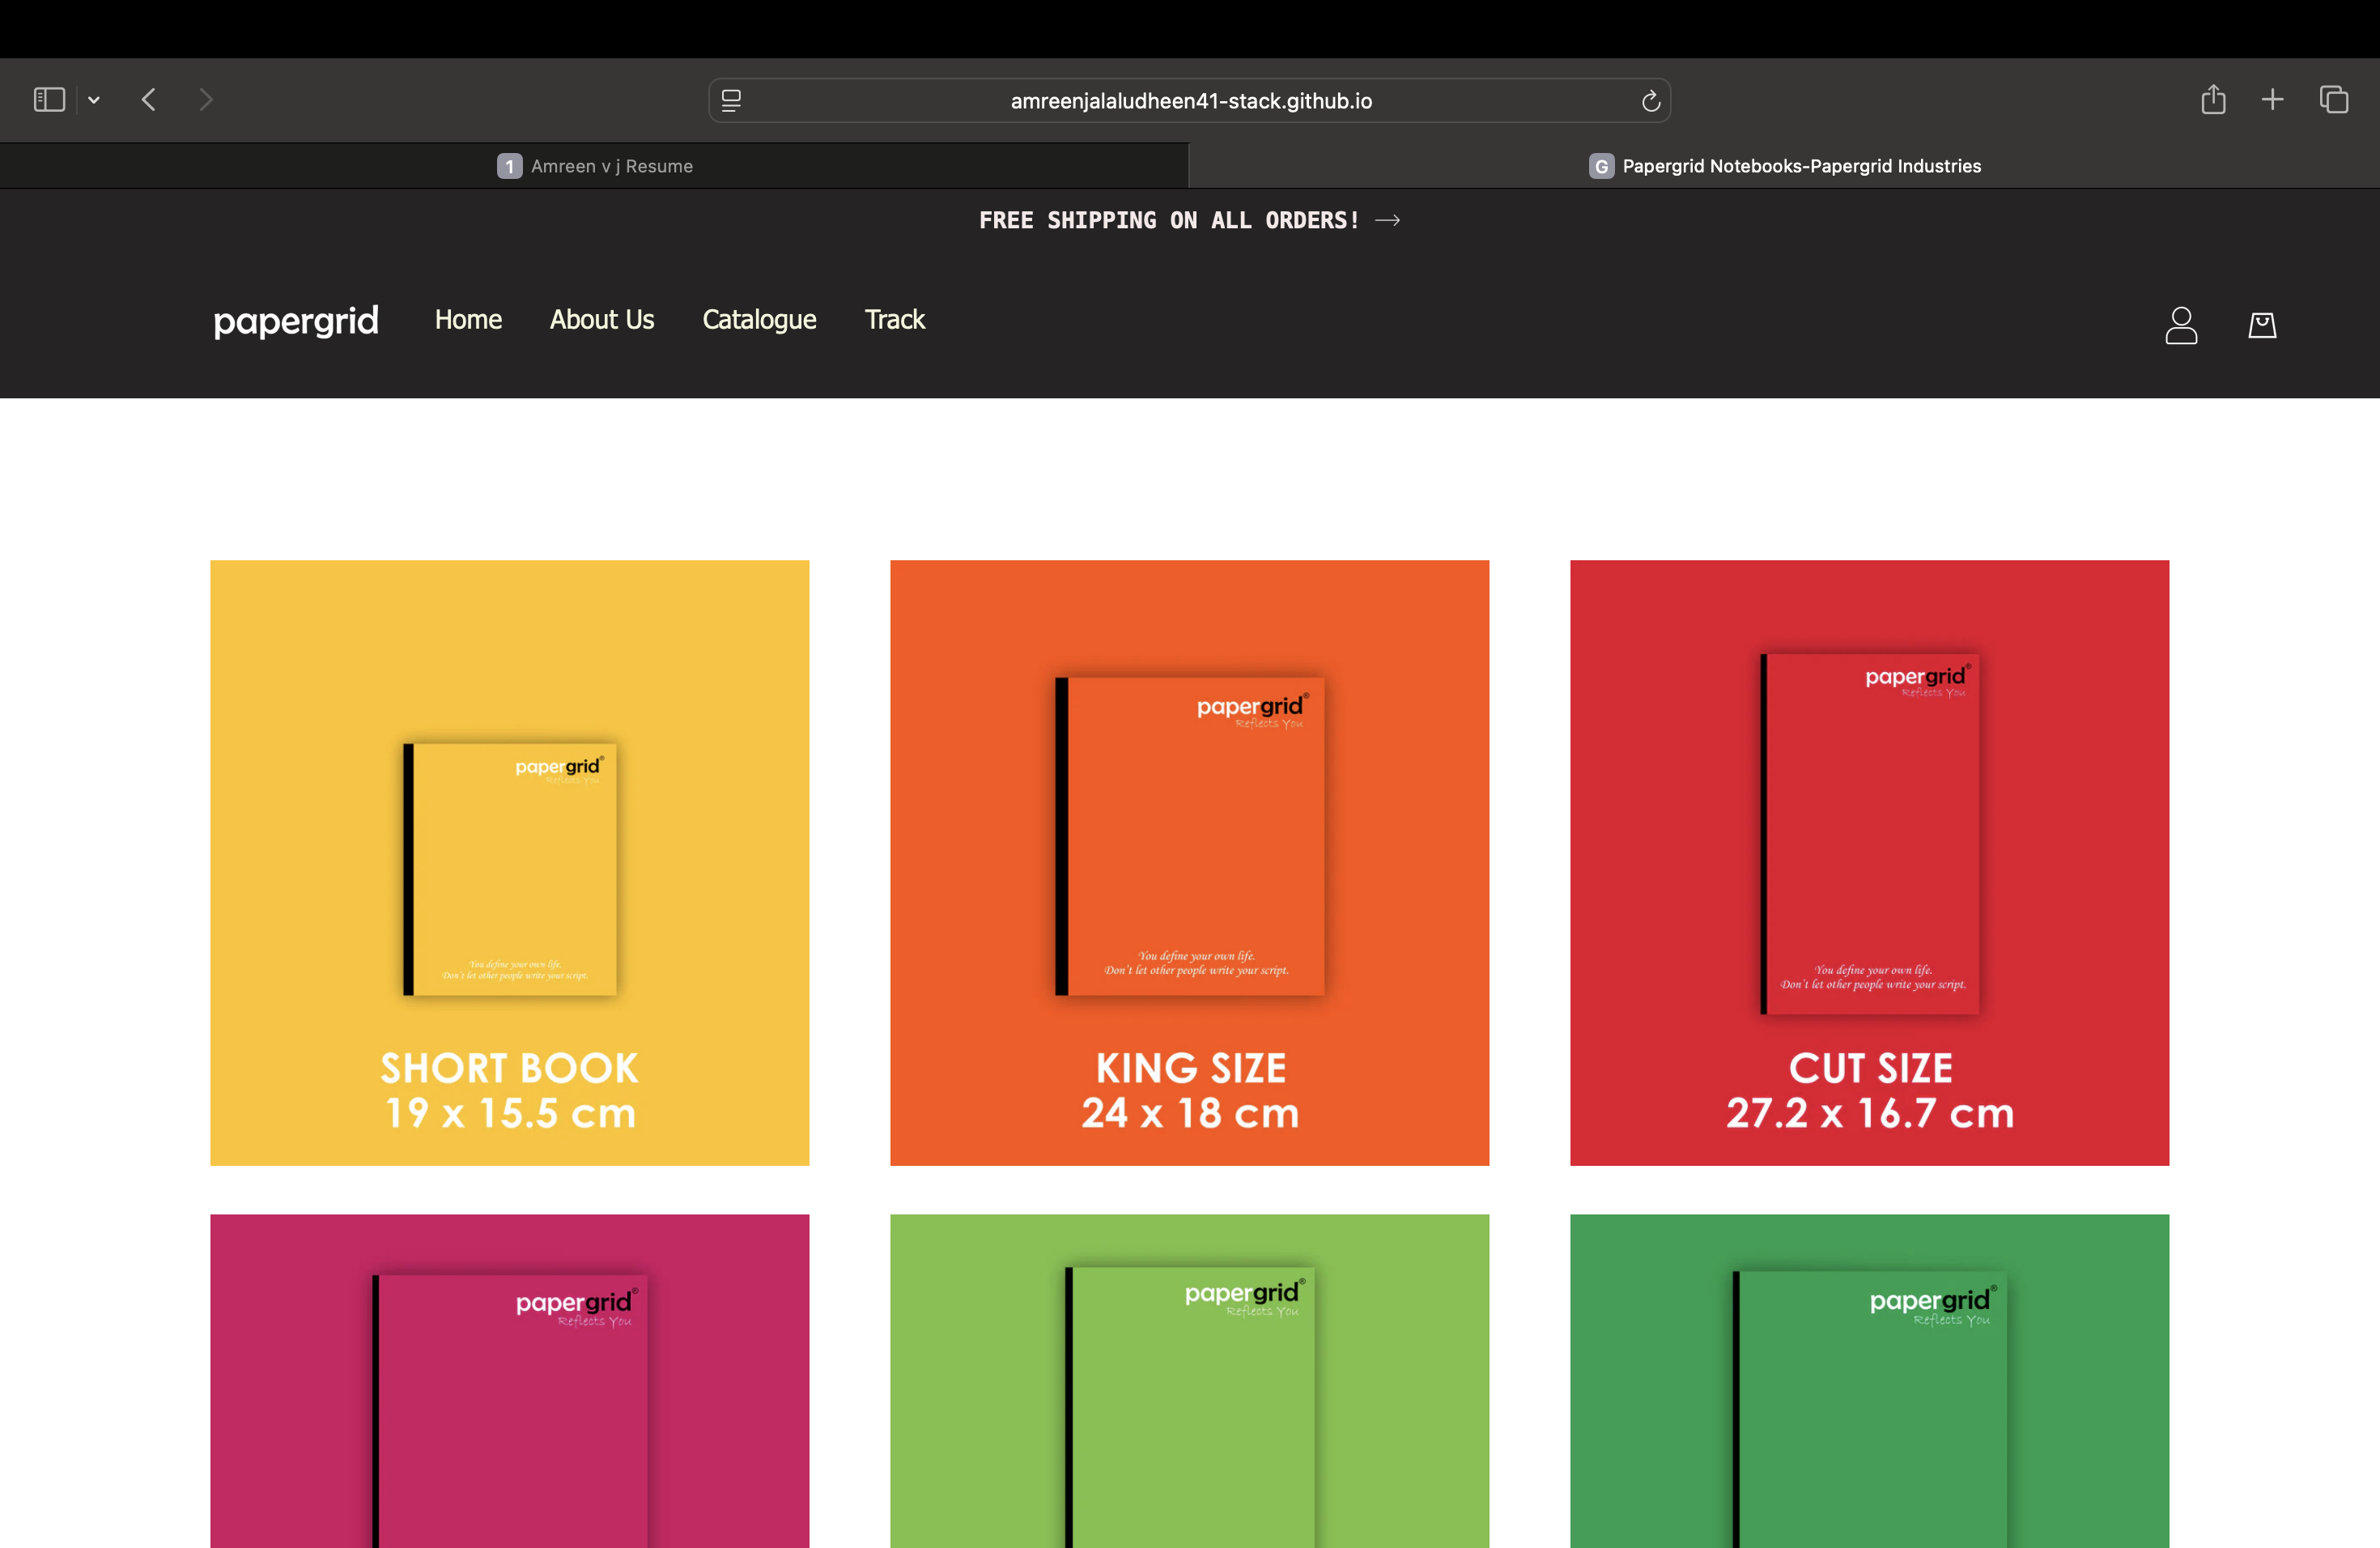 amreenjalaludheen41-stack.github.io
1 Amreen v j Resume
G Papergrid Notebooks-Papergrid Industries
FREE SHIPPING ON ALL ORDERS! →
papergrid Home About Us Catalogue Track
papergrid®
Reflects You
You define your own life.
Don't let other people write your script.
SHORT BOOK
19 x 15.5 cm
papergrid®
Reflects You
You define your own life.
Don't let other people write your script.
KING SIZE
24 x 18 cm
papergrid®
Reflects You
You define your own life.
Don't let other people write your script.
CUT SIZE
27.2 x 16.7 cm
papergrid®
Reflects You
papergrid®
Reflects You
papergrid®
Reflects You